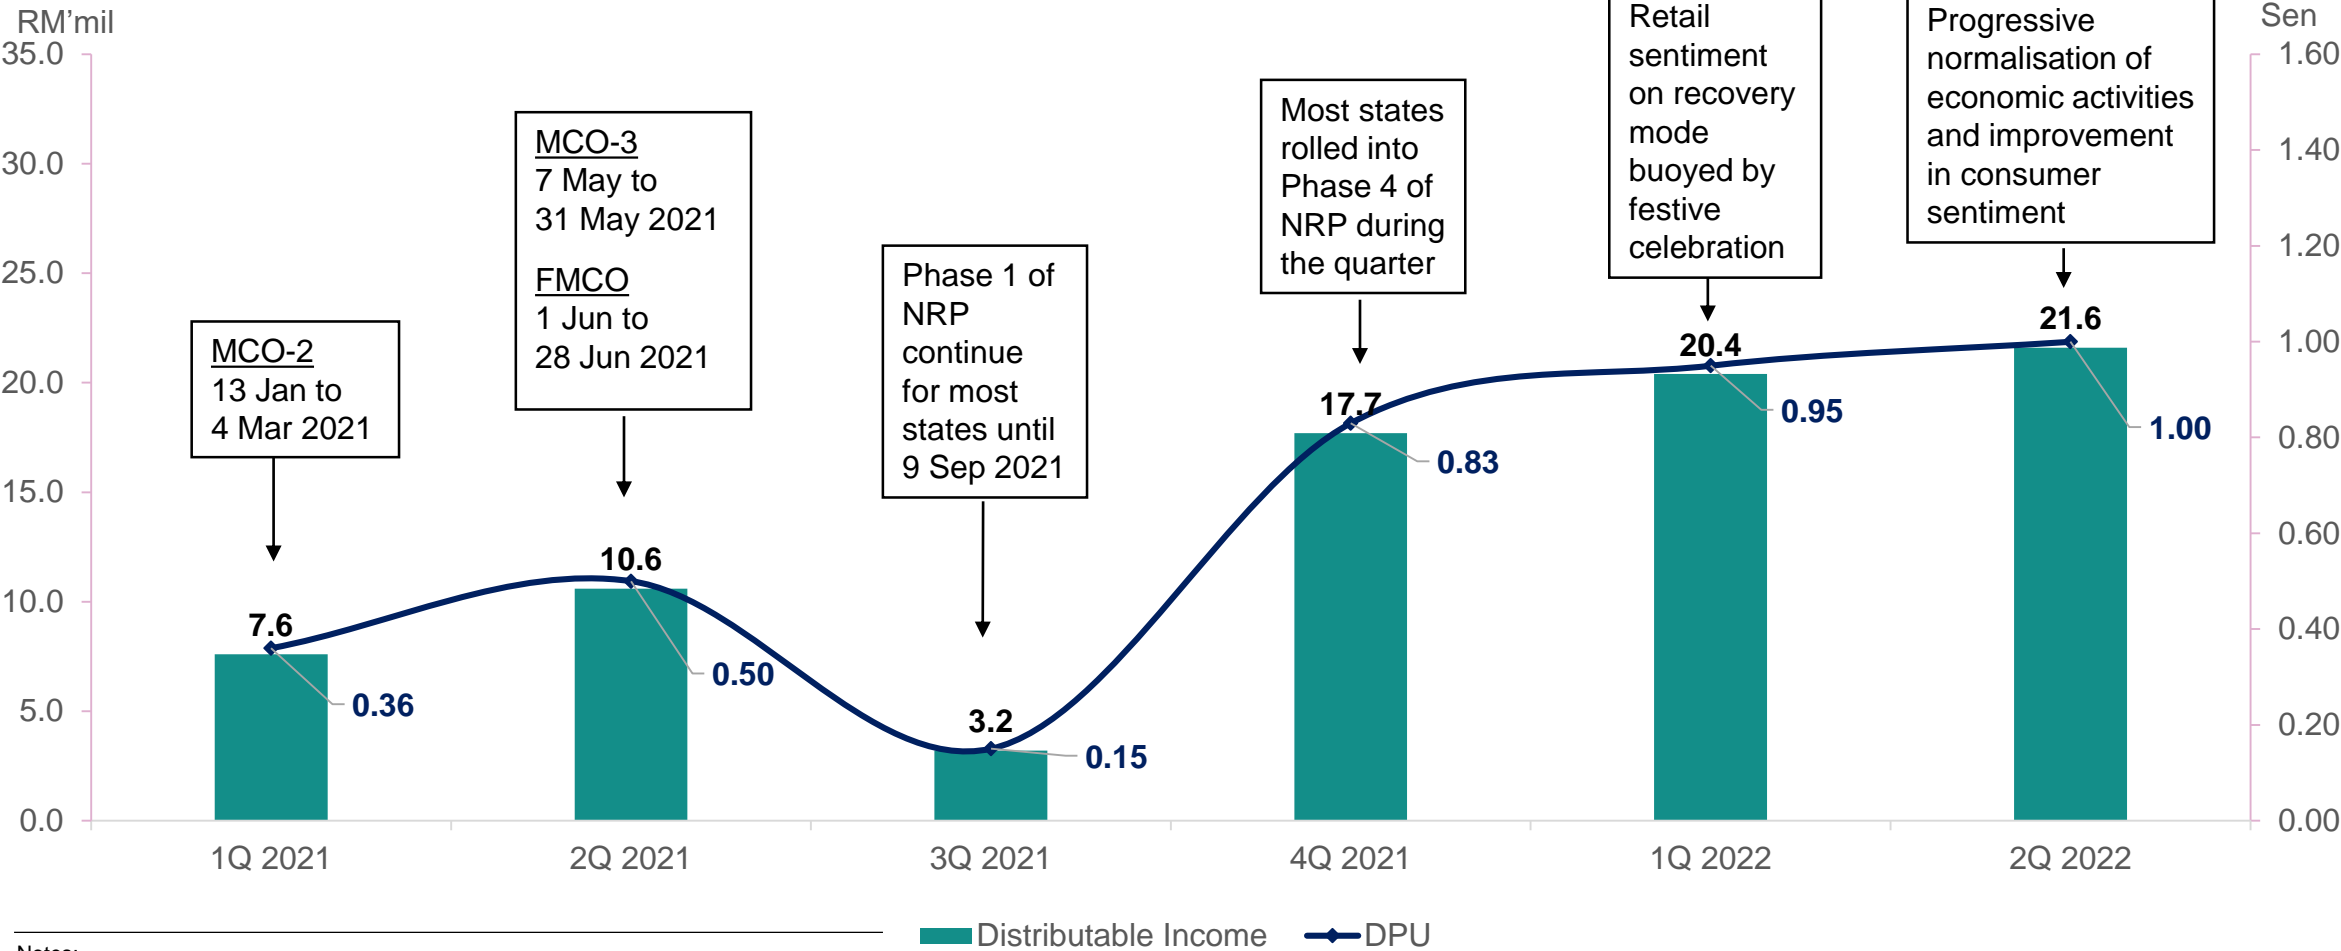 RM’mil
Sen
35.0
30.0
25.0
20.0
15.0
10.0
5.0
0.0
MCO-2
13 Jan to
4 Mar 2021
MCO-3
7 May to
31 May 2021
FMCO
1 Jun to
28 Jun 2021
Phase 1 of
NRP
continue
for most
states until
9 Sep 2021
Most states
rolled into
Phase 4 of
NRP during
the quarter
Retail
sentiment
on recovery
mode
buoyed by
festive
celebration
Progressive
normalisation of
economic activities
and improvement
in consumer
sentiment
1.60
1.40
1.20
1.00
0.80
0.60
0.40
0.20
0.00
7.6
10.6
3.2
17.7
20.4
21.6
0.36
0.50
0.15
0.83
0.95
1.00
1Q 2021
2Q 2021
3Q 2021
4Q 2021
1Q 2022
2Q 2022
Distributable Income
DPU
Notes: